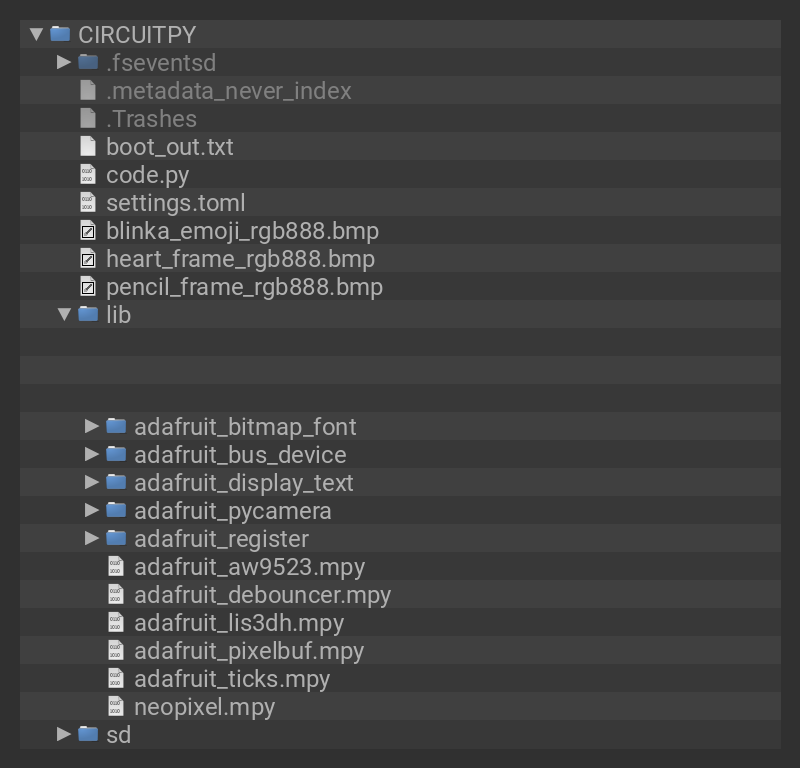 CIRCUITPY
.fseventsd
.metadata_never_index
.Trashes
boot_out.txt
code.py
settings.toml
blinka_emoji_rgb888.bmp
heart_frame_rgb888.bmp
pencil_frame_rgb888.bmp
lib
adafruit_bitmap_font
adafruit_bus_device
adafruit_display_text
adafruit_pycamera
adafruit_register
adafruit_aw9523.mpy
adafruit_debouncer.mpy
adafruit_lis3dh.mpy
adafruit_pixelbuf.mpy
adafruit_ticks.mpy
neopixel.mpy
sd